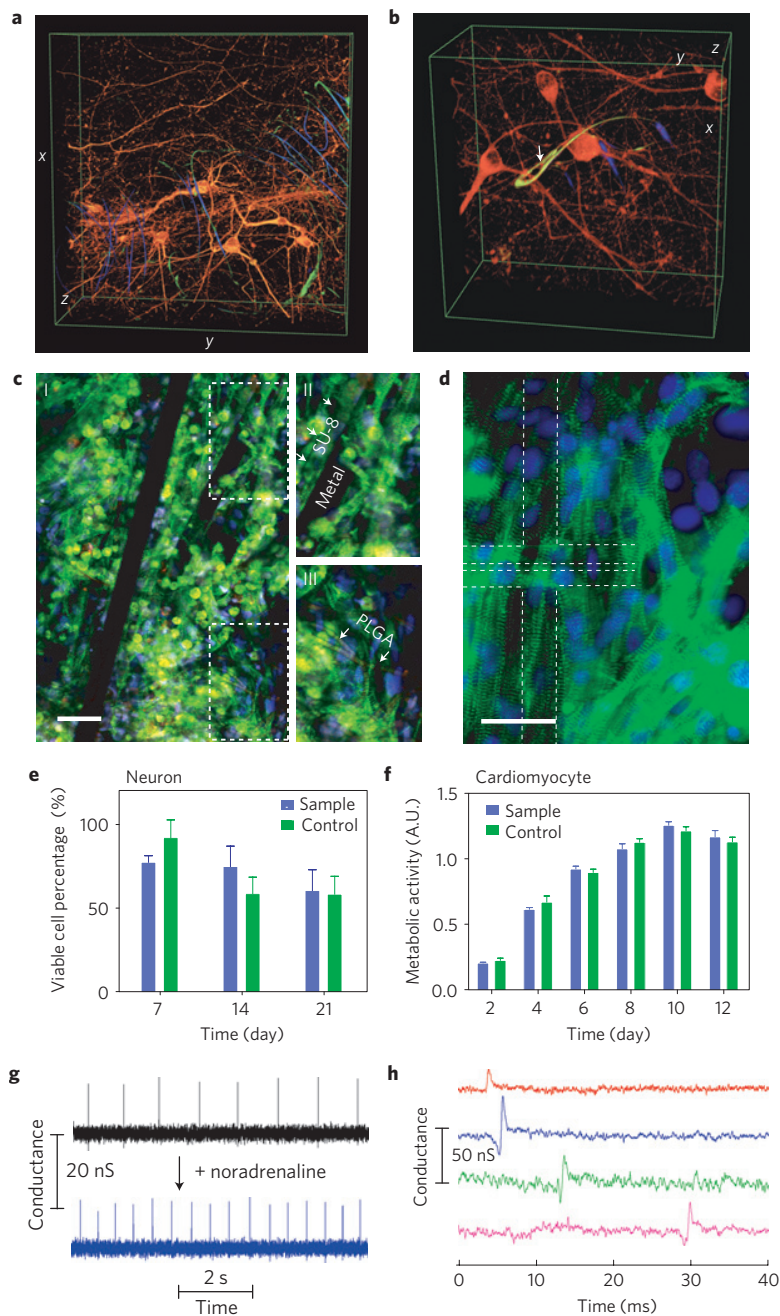 a
x
z
y
b
z
y
x
c
I
II
SU-8
Metal
III
PLGA
d
e
Neuron
Sample
Control
Viable cell percentage (%)
100
50
0
7 14 21
Time (day)
f
Cardiomyocyte
Sample
Control
Metabolic activity (A.U.)
1.5
1.0
0.5
0.0
2 4 6 8 10 12
Time (day)
g
Conductance
20 nS
+ noradrenaline
2 s
Time
h
Conductance
50 nS
0 10 20 30 40
Time (ms)